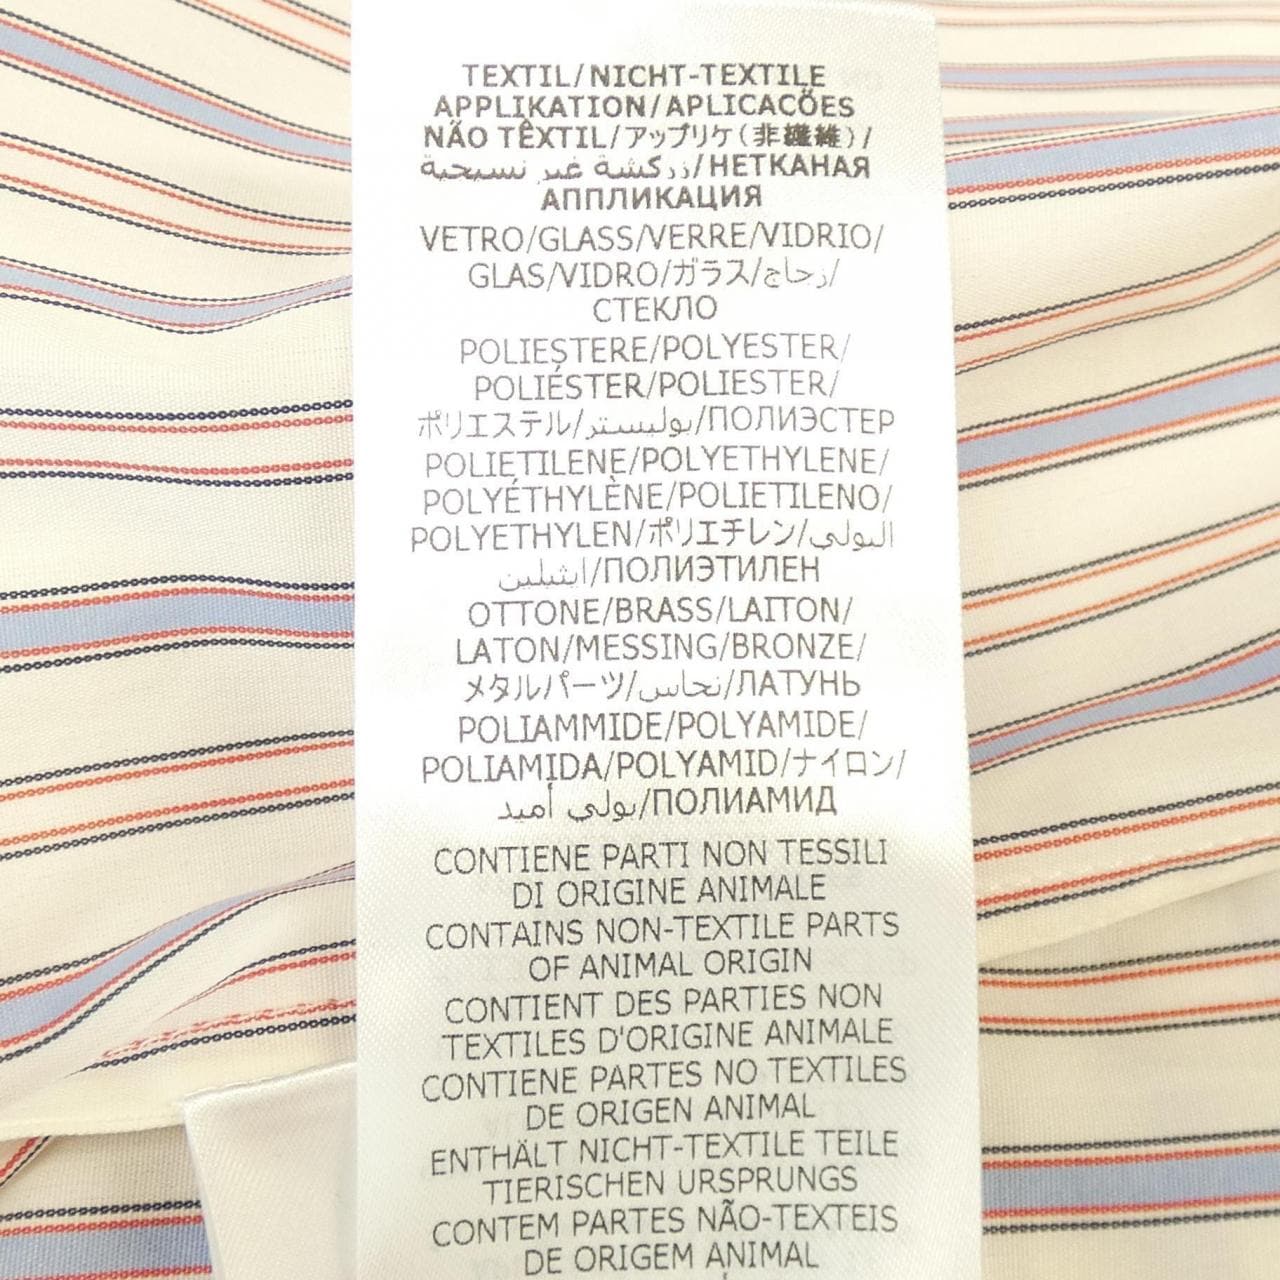 TEXTIL/NICHT-TEXTILE
APPLIKATION/APLICACÖES
NÃO TÊXTIL/アップリケ(非繊維)/
زركشة غير نسيجية/НЕТКАНАЯ
АППЛИКАЦИЯ
VETRO/GLASS/VERRE/VIDRIO/
GLAS/VIDRO/ガラス/زجاج/
СТЕКЛО
POLIESTERE/POLYESTER/
POLIÉSTER/POLIESTER/
ポリエステル/بوليستر/ПОЛИЭСТЕР
POLIETILENE/POLYETHYLENE/
POLYÉTHYLÈNE/POLIETILENO/
POLYETHYLEN/ポリエチレン/البولي
ايثيلين/ПОЛИЭТИЛЕН
OTTONE/BRASS/LAITON/
LATON/MESSING/BRONZE/
メタルパーツ/نحاس/ЛАТУНЬ
POLIAMMIDE/POLYAMIDE/
POLIAMIDA/POLYAMID/ナイロン/
بولي أميد/ПОЛИАМИД
CONTIENE PARTI NON TESSILI
DI ORIGINE ANIMALE
CONTAINS NON-TEXTILE PARTS
OF ANIMAL ORIGIN
CONTIENT DES PARTIES NON
TEXTILES D'ORIGINE ANIMALE
CONTIENE PARTES NO TEXTILES
DE ORIGEN ANIMAL
ENTHÄLT NICHT-TEXTILE TEILE
TIERISCHEN URSPRUNGS
CONTEM PARTES NÃO-TEXTEIS
DE ORIGEM ANIMAL